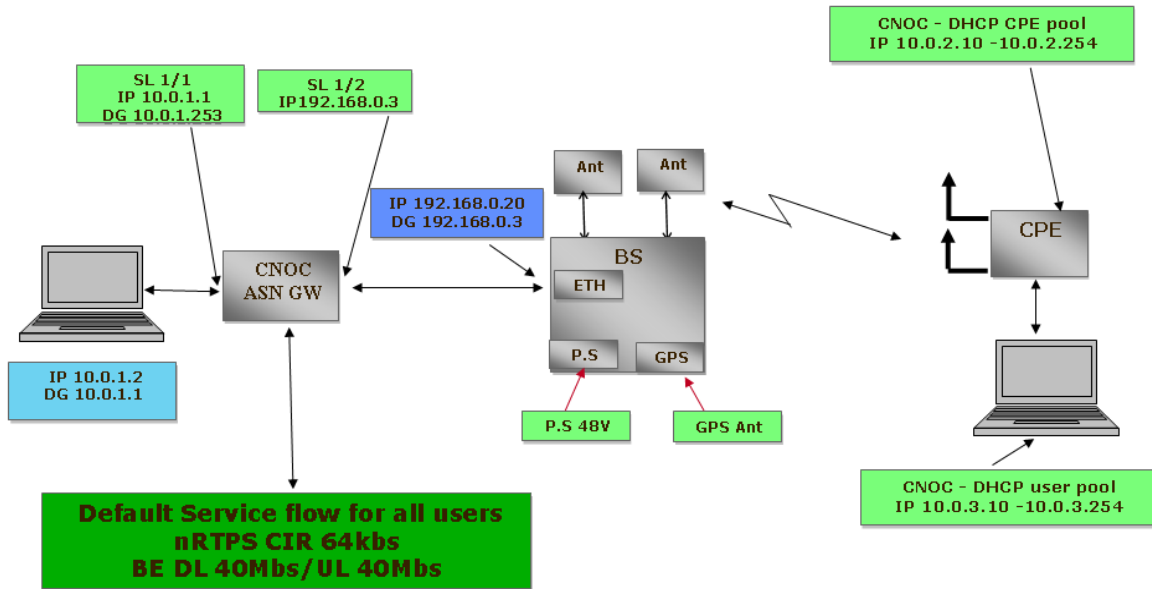 CNOC - DHCP CPE pool
IP 10.0.2.10 -10.0.2.254
SL 1/1
IP 10.0.1.1
DG 10.0.1.253
SL 1/2
IP192.168.0.3
Ant
Ant
IP 192.168.0.20
DG 192.168.0.3
CPE
BS
CNOC
ASN GW
ETH
P.S
GPS
IP 10.0.1.2
DG 10.0.1.1
P.S 48V
GPS Ant
CNOC - DHCP user pool
IP 10.0.3.10 -10.0.3.254
Default Service flow for all users
nRTPS CIR 64kbs
BE DL 40Mbs/UL 40Mbs